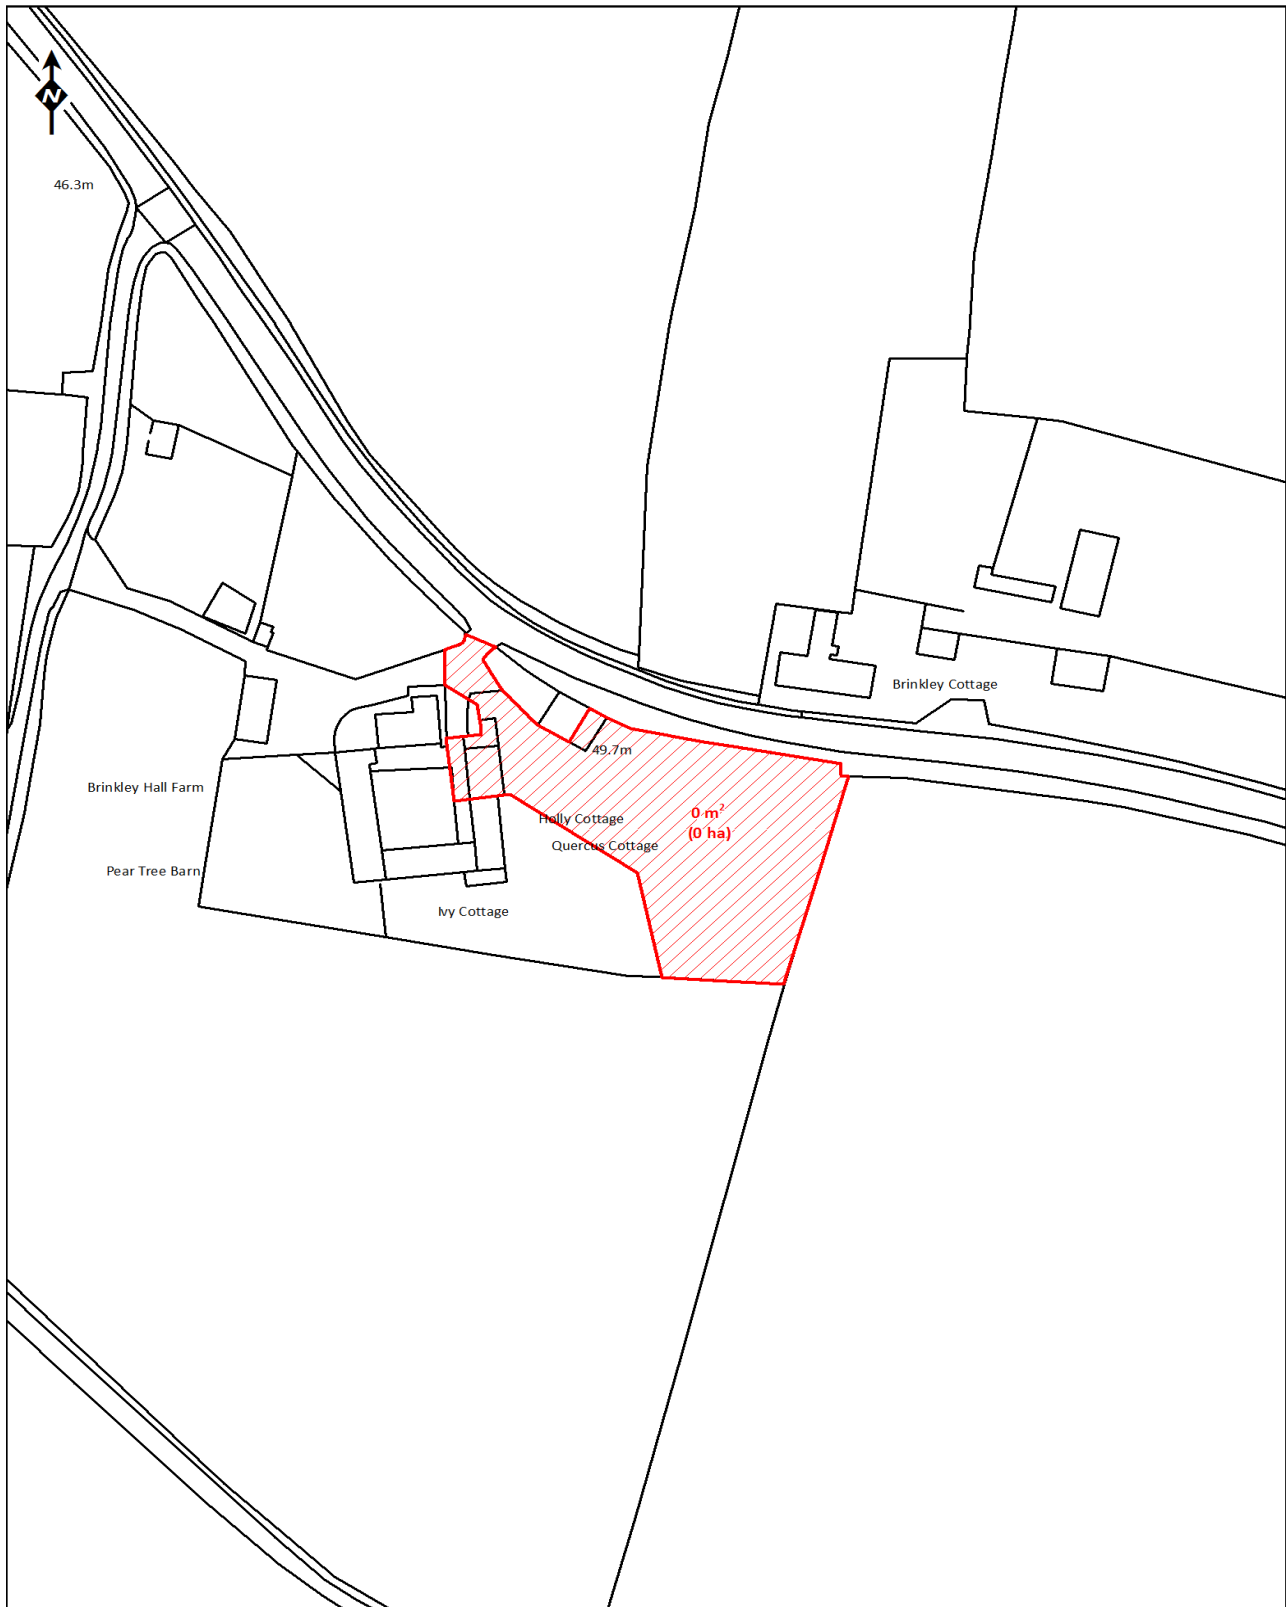 N
46.3m
Brinkley Cottage
49.7m
Brinkley Hall Farm
0 m²
(0 ha)
Holly Cottage
Quercus Cottage
Pear Tree Barn
Ivy Cottage